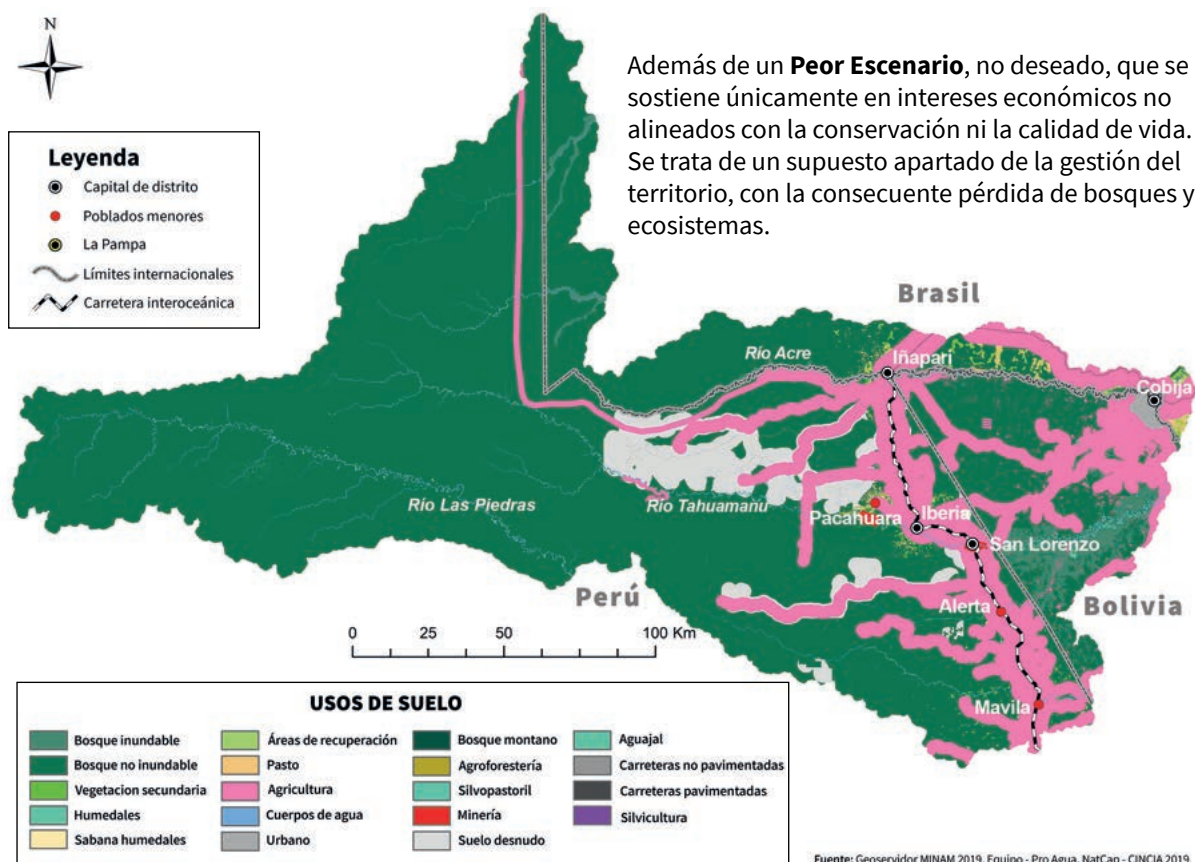 N
Además de un Peor Escenario, no deseado, que se
sostiene únicamente en intereses económicos no
alineados con la conservación ni la calidad de vida.
Se trata de un supuesto apartado de la gestión del
territorio, con la consecuente pérdida de bosques y
ecosistemas.
Leyenda
Capital de distrito
Poblados menores
La Pampa
Límites internacionales
Carretera interoceánica
Brasil
Río Acre
Iñapari
Cobija
Río Las Piedras
Río Tahuamanu
Pacahuara
Iberia
San Lorenzo
Perú
Alerta
Bolivia
Mavila
0 25 50 100 Km
USOS DE SUELO
Bosque inundable
Bosque no inundable
Vegetacion secundaria
Humedales
Sabana humedales
Áreas de recuperación
Pasto
Agricultura
Cuerpos de agua
Urbano
Bosque montano
Agroforestería
Silvopastoril
Minería
Suelo desnudo
Aguajal
Carreteras no pavimentadas
Carreteras pavimentadas
Silvicultura
Fuente: Geoservidor MINAM 2019, Equipo - Pro Agua, NatCap - CINCIA 2019